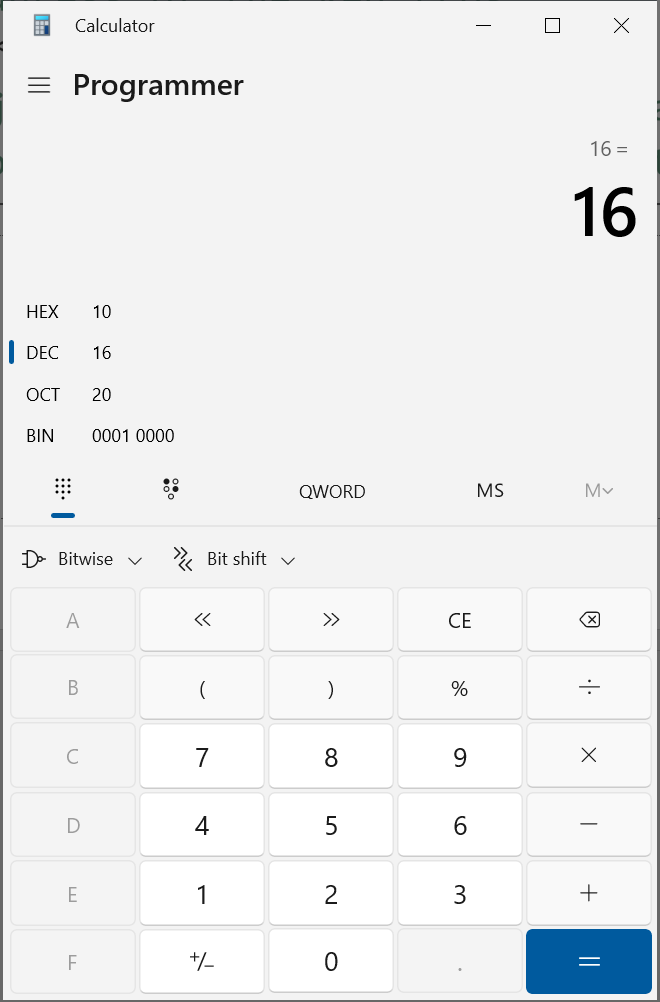 Calculator
Programmer
16 =
16
HEX 10
DEC 16
OCT 20
BIN 0001 0000
QWORD MS M
Bitwise Bit shift
A « » CE
B ( ) % ÷
C 7 8 9 ×
D 4 5 6 −
E 1 2 3 +
F +/− 0 . =